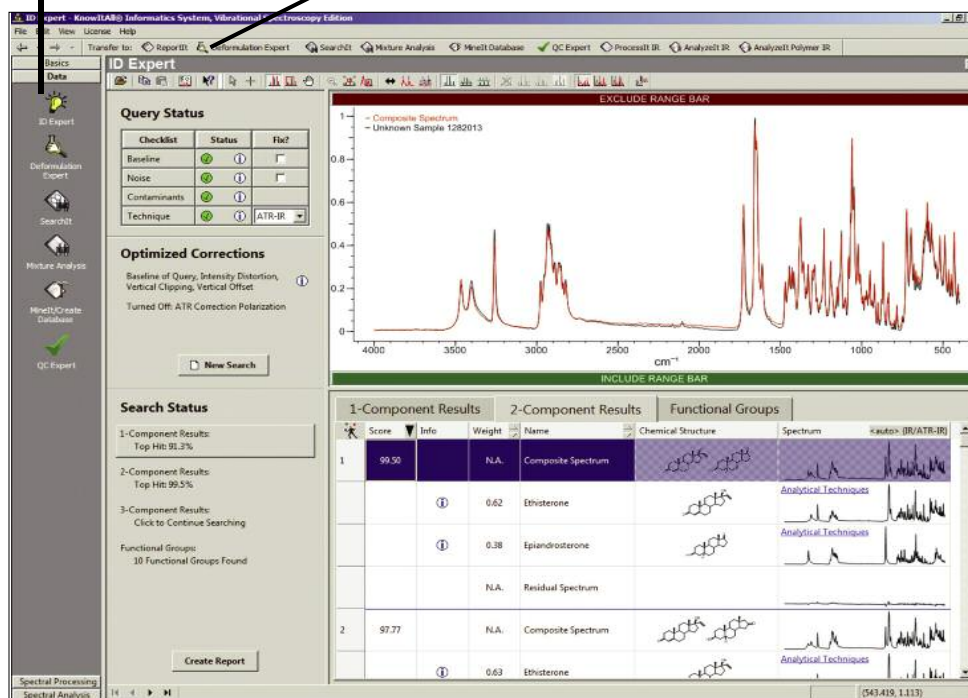 ID Expert - KnowItAll® Informatics System, Vibrational Spectroscopy Edition
File Edit View License Help
Transfer to: ReportIt Deformulation Expert SearchIt Mixture Analysis MineIt Database QC Expert ProcessIt IR AnalyzeIt IR AnalyzeIt Polymer IR
Basics
Data
ID Expert
Deformulation
Expert
SearchIt
Mixture Analysis
MineIt/Create
Database
QC Expert
Spectral Processing
Spectral Analysis
ID Expert
Query Status
Checklist Status Fix?
Baseline
Noise
Contaminants
Technique ATR-IR
Optimized Corrections
Baseline of Query, Intensity Distortion,
Vertical Clipping, Vertical Offset
Turned Off: ATR Correction Polarization
New Search
Search Status
1-Component Results:
Top Hit: 91.3%
2-Component Results:
Top Hit: 99.5%
3-Component Results:
Click to Continue Searching
Functional Groups:
10 Functional Groups Found
Create Report
EXCLUDE RANGE BAR
– Composite Spectrum
– Unknown Sample 1282013
1
0.8
0.6
0.4
0.2
0
4000 3500 3000 2500 2000 1500 1000 500
cm⁻¹
INCLUDE RANGE BAR
1-Component Results 2-Component Results Functional Groups
Score Info Weight Name Chemical Structure Spectrum <auto> (IR/ATR-IR)
1 99.50 N.A. Composite Spectrum
0.62 Ethisterone Analytical Techniques
0.38 Epiandrosterone Analytical Techniques
N.A. Residual Spectrum
2 97.77 N.A. Composite Spectrum
0.63 Ethisterone Analytical Techniques
(543.419, 1.113)